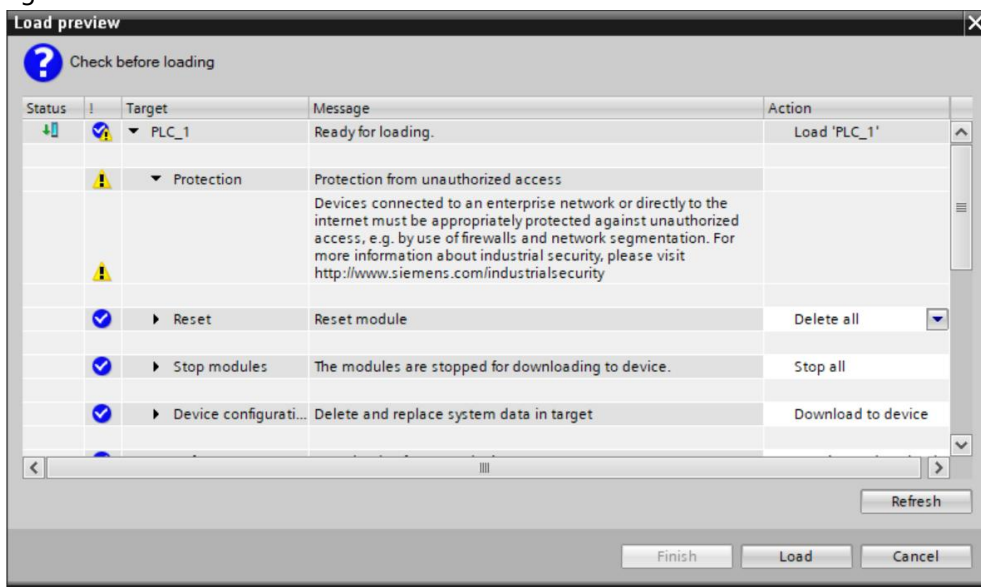 Load preview
Check before loading
Status ! Target Message Action
PLC_1 Ready for loading. Load 'PLC_1'
Protection Protection from unauthorized access
Devices connected to an enterprise network or directly to the
internet must be appropriately protected against unauthorized
access, e.g. by use of firewalls and network segmentation. For
more information about industrial security, please visit
http://www.siemens.com/industrialsecurity
Reset Reset module Delete all
Stop modules The modules are stopped for downloading to device. Stop all
Device configurati... Delete and replace system data in target Download to device
Refresh
Finish Load Cancel